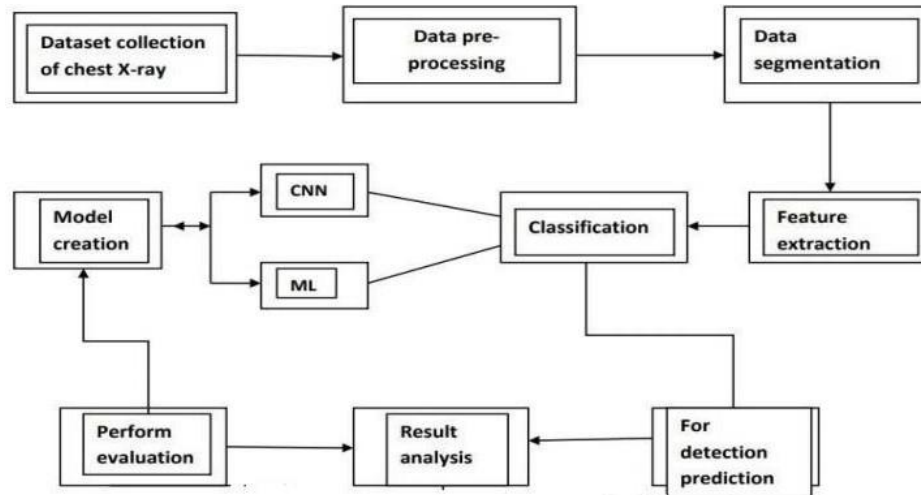 Dataset collection
of chest X-ray
Data pre-
processing
Data
segmentation
Model
creation
CNN
ML
Classification
Feature
extraction
Perform
evaluation
Result
analysis
For
detection
prediction